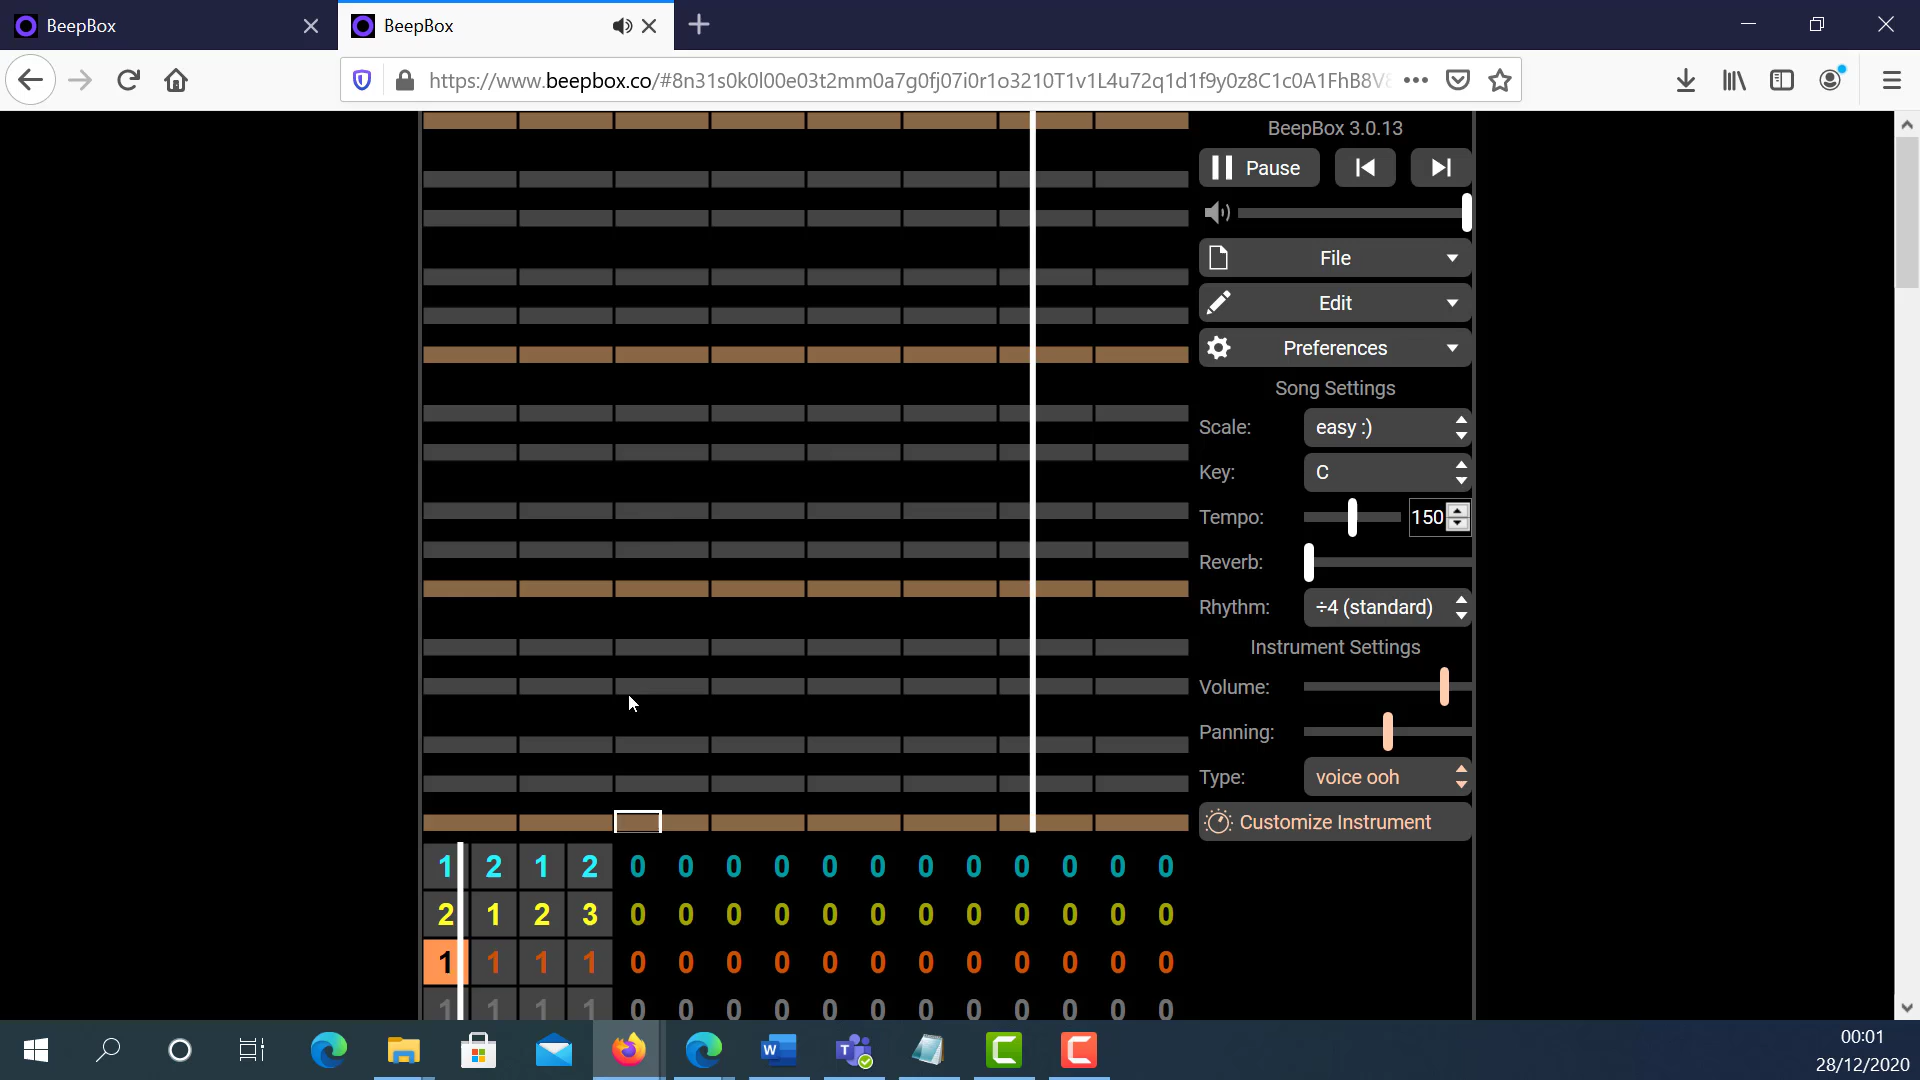 BeepBox
BeepBox
https://www.beepbox.co/#8n31s0k0l00e03t2mm0a7g0fj07i0r1o3210T1v1L4u72q1d1f9y0z8C1c0A1FhB8V8
BeepBox 3.0.13
Pause
File
Edit
Preferences
Song Settings
Scale: easy :)
Key: C
Tempo: 150
Reverb:
Rhythm: ÷4 (standard)
Instrument Settings
Volume:
Panning:
Type: voice ooh
Customize Instrument
1 2 1 2 0 0 0 0 0 0 0 0 0 0 0 0
2 1 2 3 0 0 0 0 0 0 0 0 0 0 0 0
1 1 1 1 0 0 0 0 0 0 0 0 0 0 0 0
1 1 1 1 0 0 0 0 0 0 0 0 0 0 0 0
00:01
28/12/2020